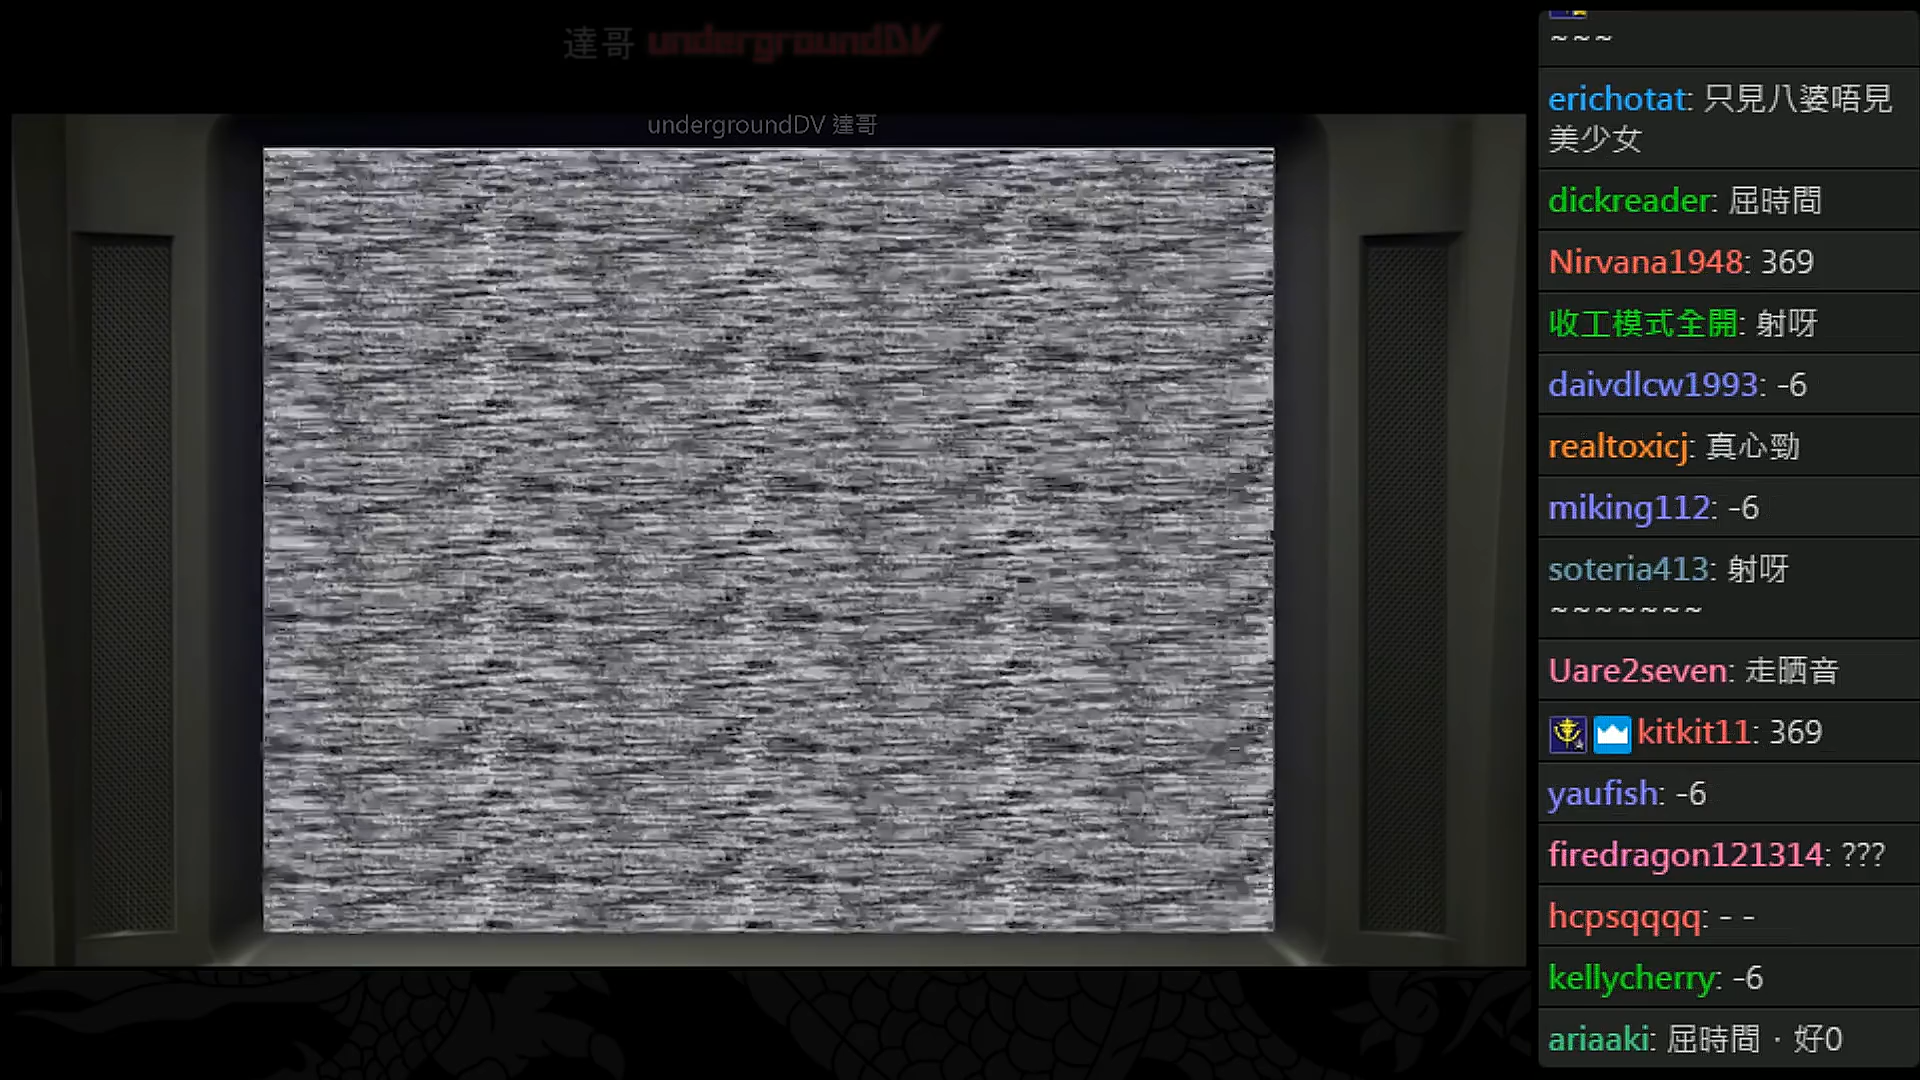 達哥 undergroundDV
undergroundDV 達哥
~~~
erichotat: 只見八婆唔見
美少女
dickreader: 屈時間
Nirvana1948: 369
收工模式全開: 射呀
daivdlcw1993: -6
realtoxicj: 真心勁
miking112: -6
soteria413: 射呀
~~~~~~~
Uare2seven: 走晒音
kitkit11: 369
yaufish: -6
firedragon121314: ???
hcpsqqqq: - -
kellycherry: -6
ariaaki: 屈時間‧好0